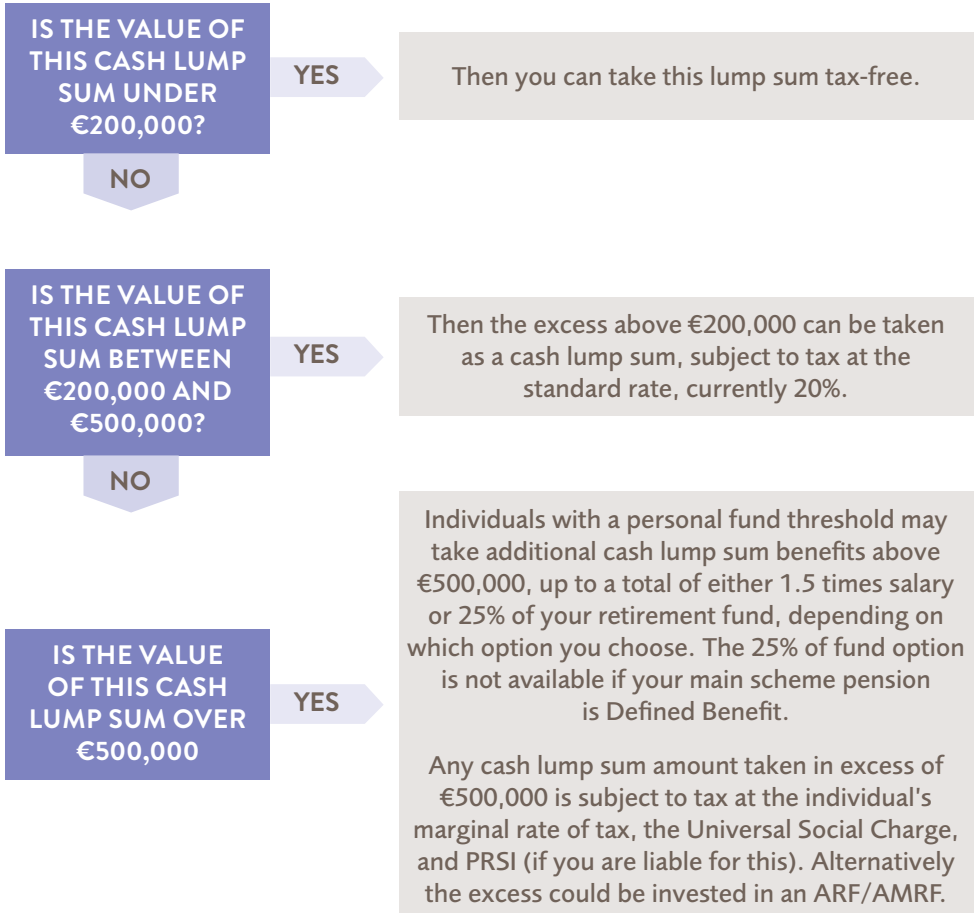 IS THE VALUE OF
THIS CASH LUMP
SUM UNDER
€200,000?
YES
Then you can take this lump sum tax-free.
NO
IS THE VALUE OF
THIS CASH LUMP
SUM BETWEEN
€200,000 AND
€500,000?
YES
Then the excess above €200,000 can be taken
as a cash lump sum, subject to tax at the
standard rate, currently 20%.
NO
IS THE VALUE
OF THIS CASH
LUMP SUM OVER
€500,000
YES
Individuals with a personal fund threshold may
take additional cash lump sum benefits above
€500,000, up to a total of either 1.5 times salary
or 25% of your retirement fund, depending on
which option you choose. The 25% of fund option
is not available if your main scheme pension
is Defined Benefit.
Any cash lump sum amount taken in excess of
€500,000 is subject to tax at the individual's
marginal rate of tax, the Universal Social Charge,
and PRSI (if you are liable for this). Alternatively
the excess could be invested in an ARF/AMRF.